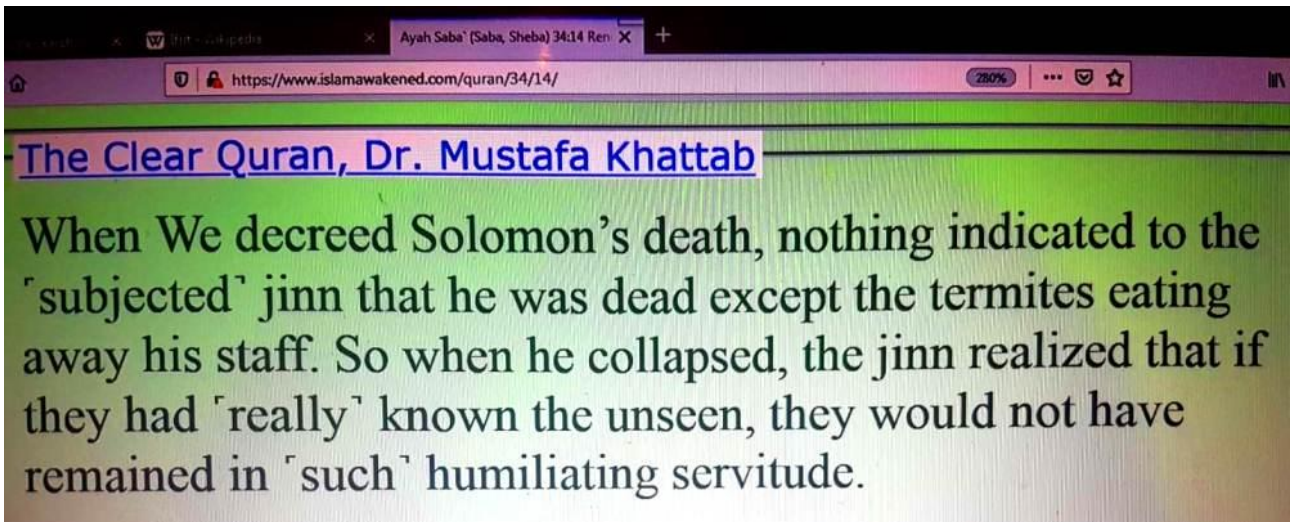 Ifrit - Wikipedia
Ayah Saba` (Saba, Sheba) 34:14 Ren
https://www.islamawakened.com/quran/34/14/
280%
The Clear Quran, Dr. Mustafa Khattab
When We decreed Solomon’s death, nothing indicated to the
˹subjected˺ jinn that he was dead except the termites eating
away his staff. So when he collapsed, the jinn realized that if
they had ˹really˺ known the unseen, they would not have
remained in ˹such˺ humiliating servitude.